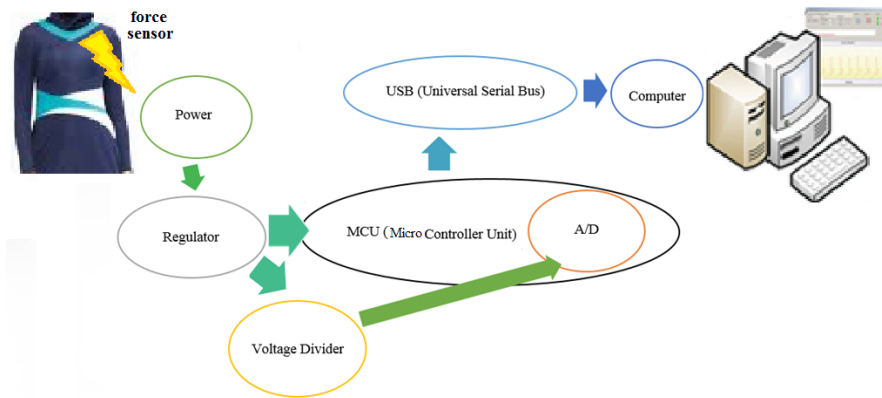 force
sensor
USB (Universal Serial Bus)
Computer
Power
Regulator
MCU (Micro Controller Unit)
A/D
Voltage Divider